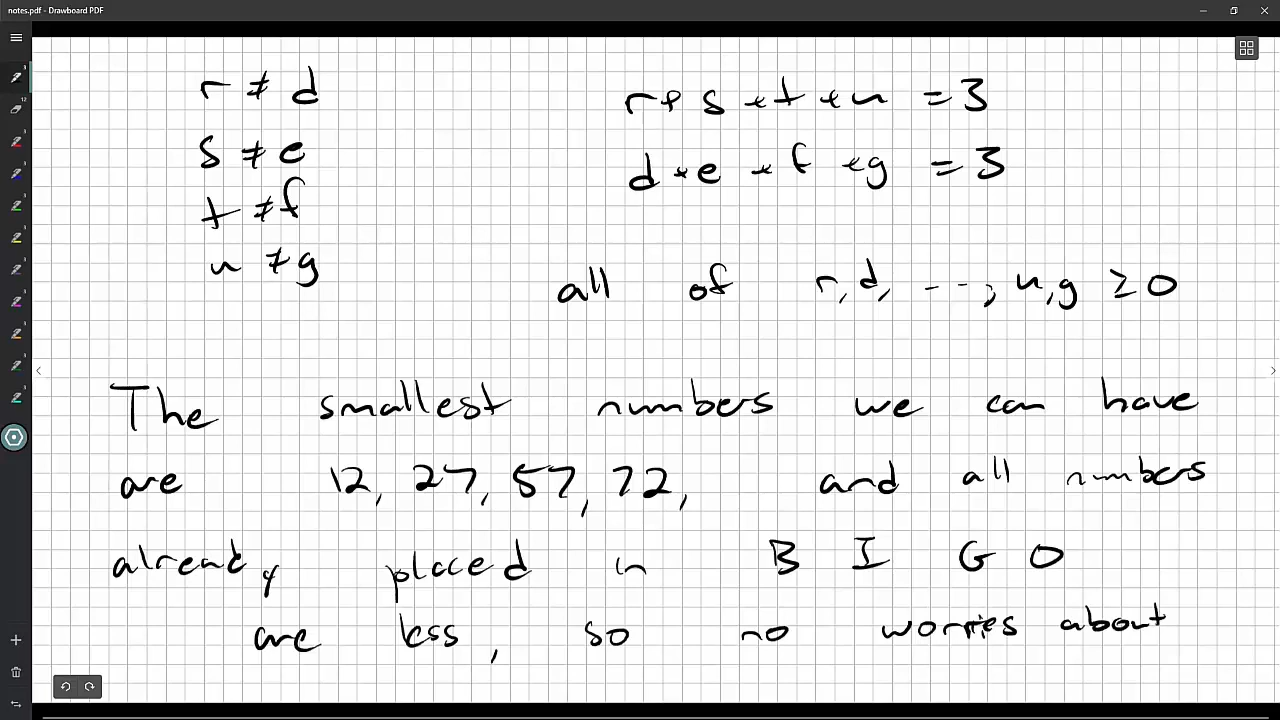 notes.pdf - Drawboard PDF
r ≠ d
r + s + t + u = 3
s ≠ e
d + e + f + g = 3
t ≠ f
u ≠ g
all of r, d, ---, u, g ≥ 0
The smallest numbers we can have
are 12, 27, 57, 72, and all numbers
already placed in B I G O
are less, so no worries about